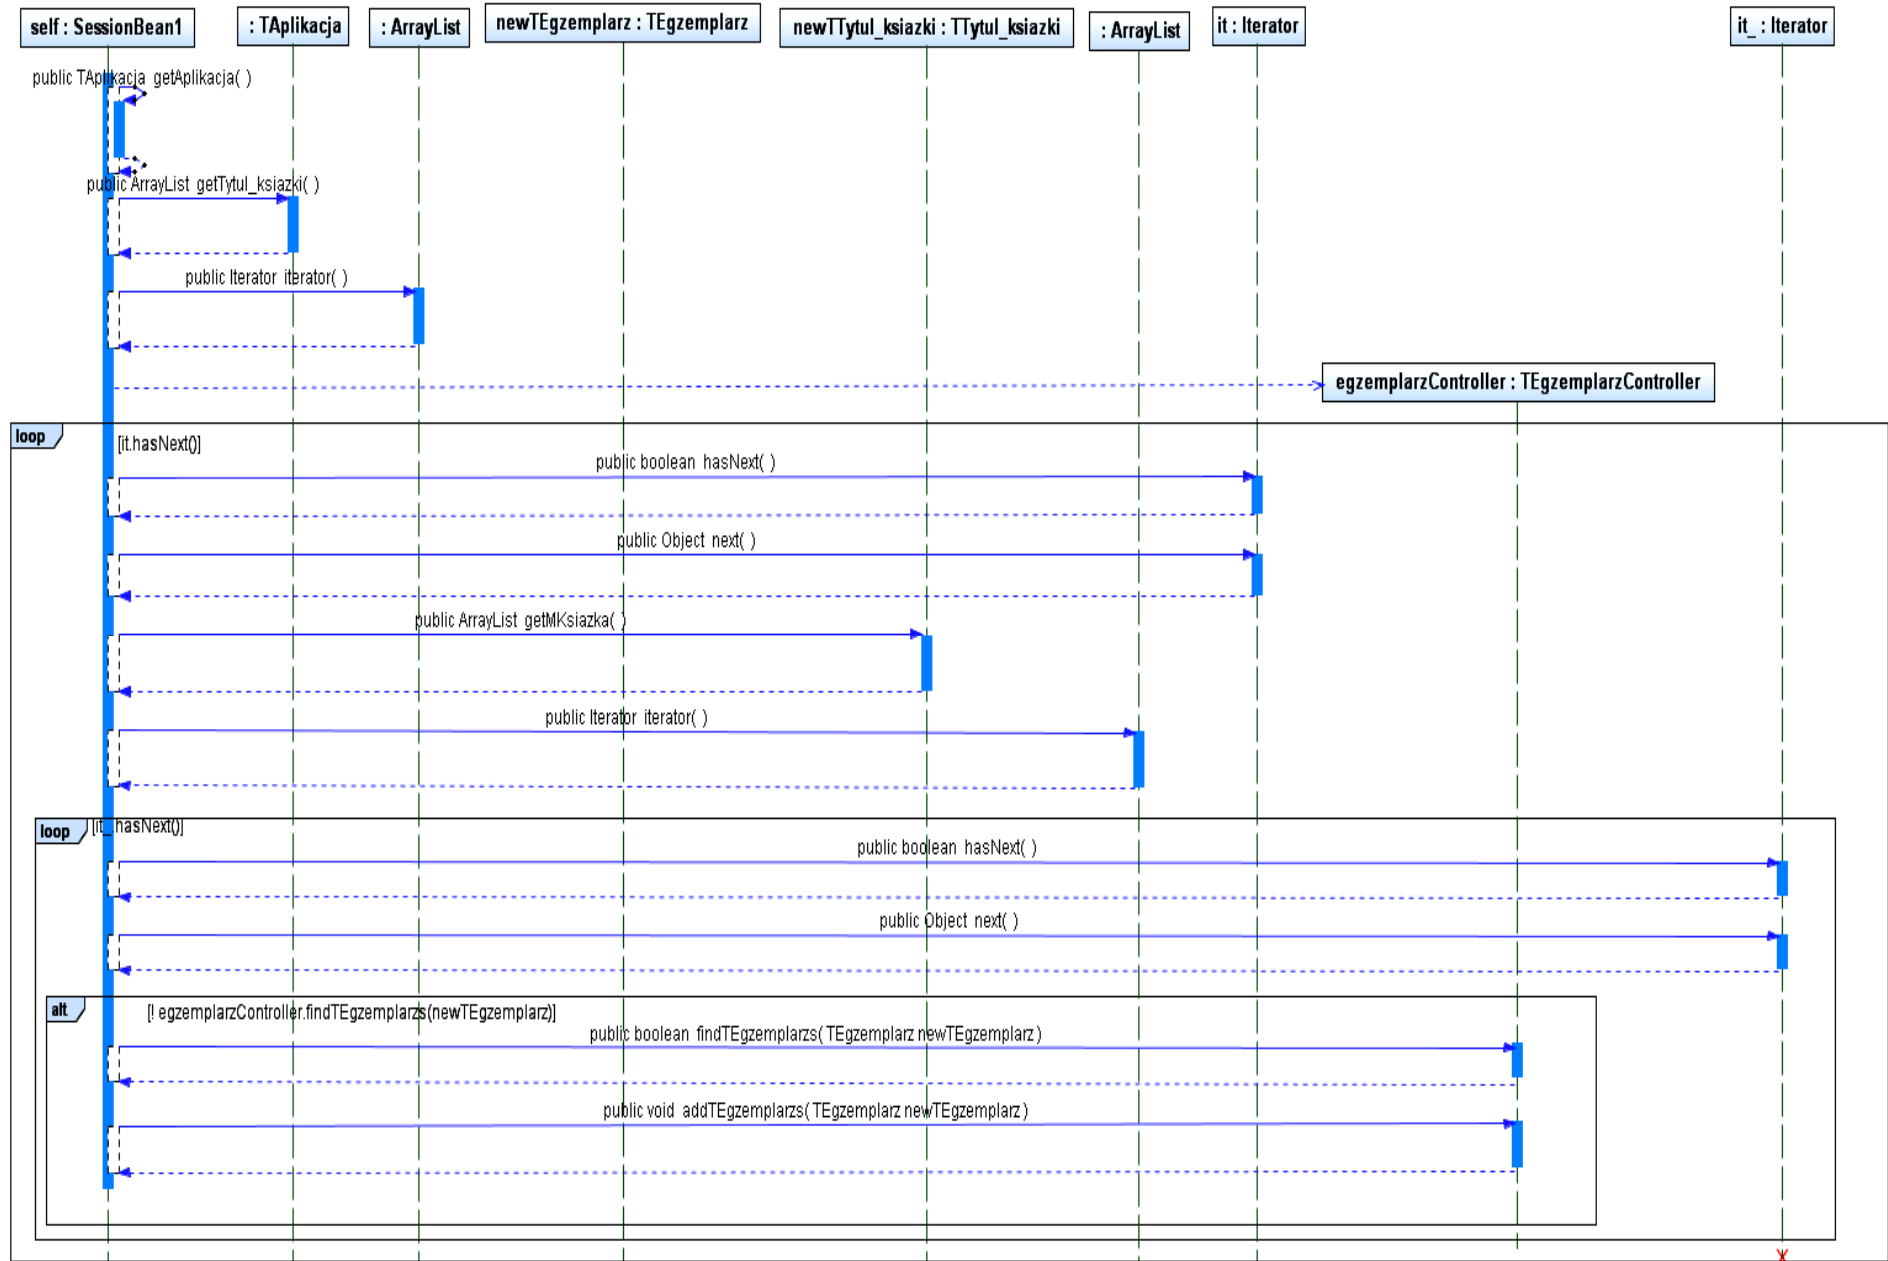 self : SessionBean1
: TAplikacja
: ArrayList
newTEgzemplarz : TEgzemplarz
newTTytul_ksiazki : TTytul_ksiazki
: ArrayList
it : Iterator
it_ : Iterator
public TAplikacja getAplikacja( )
public ArrayList getTytul_ksiazki( )
public Iterator iterator( )
egzemplarzController : TEgzemplarzController
loop
[it.hasNext()]
public boolean hasNext( )
public Object next( )
public ArrayList getMKsiazka( )
public Iterator iterator( )
loop
[it_.hasNext()]
public boolean hasNext( )
public Object next( )
alt
[! egzemplarzController.findTEgzemplarzs(newTEgzemplarz)]
public boolean findTEgzemplarzs( TEgzemplarz newTEgzemplarz )
public void addTEgzemplarzs( TEgzemplarz newTEgzemplarz )